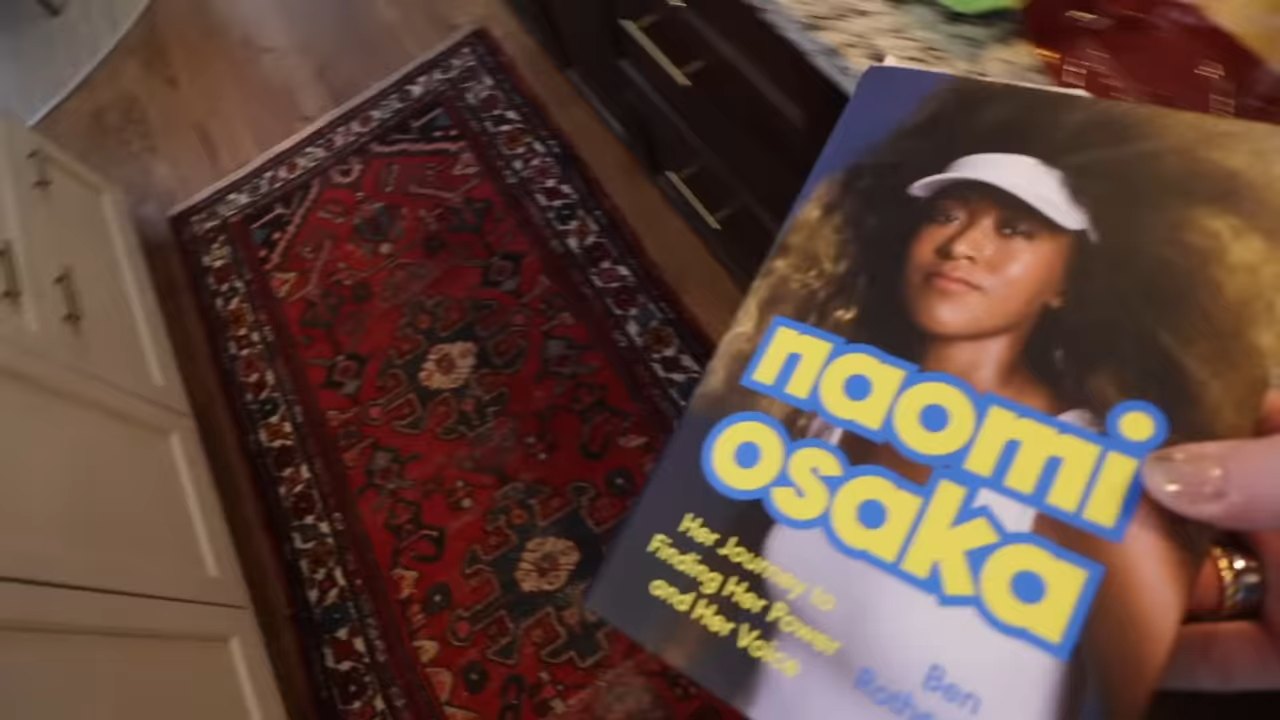 naomi
osaka
Her Journey to
Finding Her Power
and Her Voice
Ben